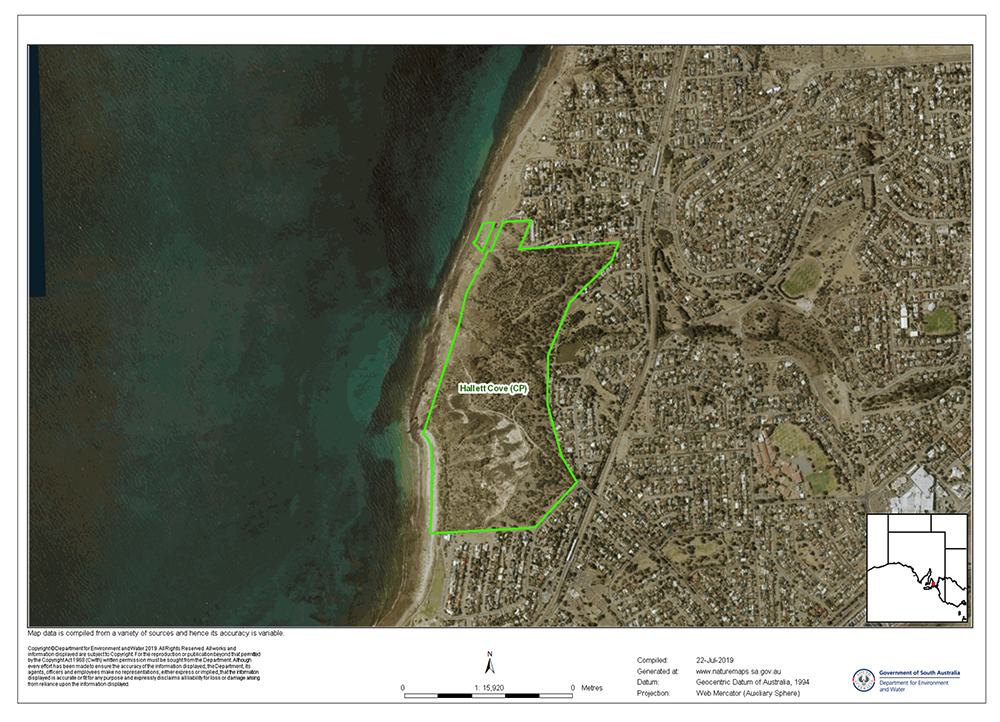 Hallett Cove (CP)
Map data is compiled from a variety of sources and hence its accuracy is variable.
Copyright©Department for Environment and Water 2019. All Rights Reserved. All works and
information displayed are subject to Copyright. For the reproduction or publication beyond that permitted
by the Copyright Act 1968 (Cwlth) written permission must be sought from the Department. Although
every effort has been made to ensure the accuracy of the information displayed, the Department, its
agents, officers and employees make no representations, either express or implied, that the information
displayed is accurate or fit for any purpose and expressly disclaims all liability for loss or damage arising
from reliance upon the information displayed.
N
0 1: 15,920 0 Metres
Compiled: 22-Jul-2019
Generated at: www.naturemaps.sa.gov.au
Datum: Geocentric Datum of Australia, 1994
Projection: Web Mercator (Auxiliary Sphere)
Government of South Australia
Department for Environment
and Water